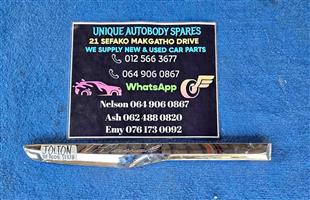 UNIQUE AUTOBODY SPARES
21 SEFAKO MAKGATHO DRIVE
WE SUPPLY NEW & USED CAR PARTS
012 566 3677
064 906 0867
WhatsApp
Nelson 064 906 0867
Ash 062 488 0820
Emy 076 173 0092